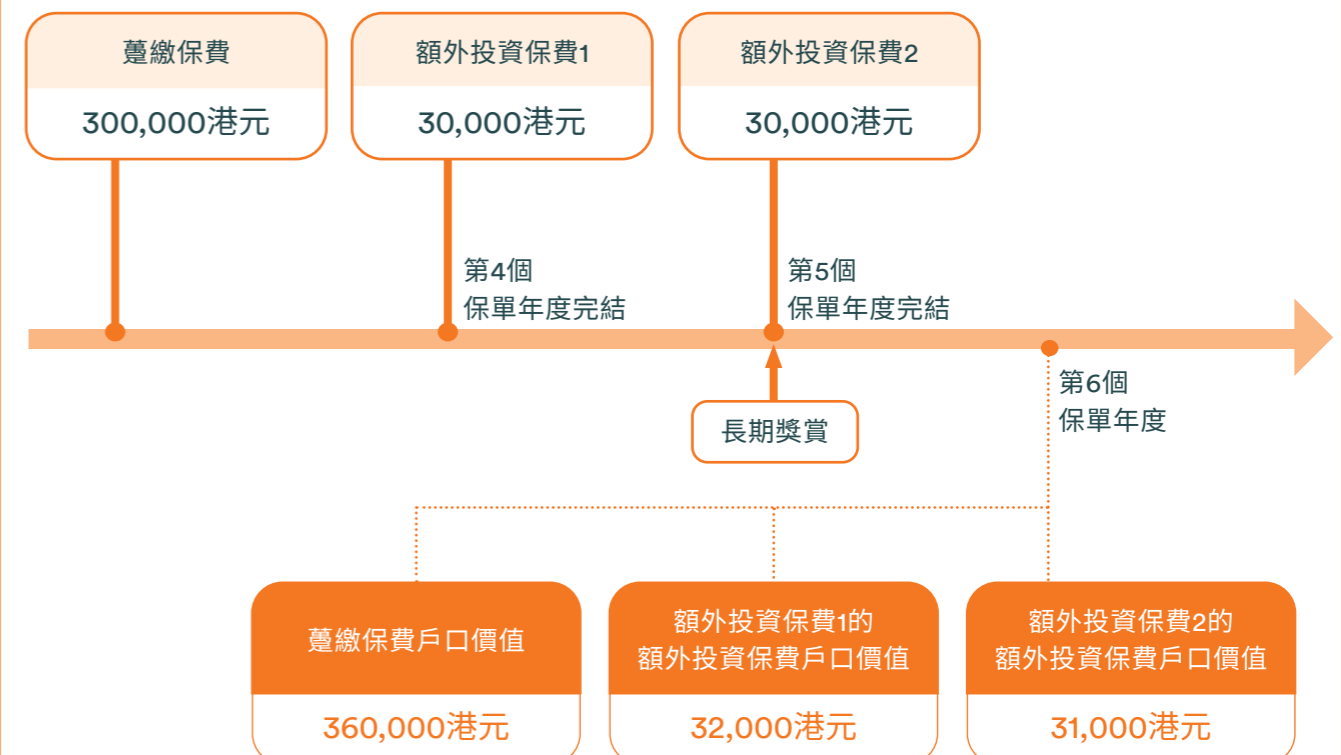 躉繳保費
300,000港元
額外投資保費1
30,000港元
額外投資保費2
30,000港元
第4個
保單年度完結
第5個
保單年度完結
長期獎賞
第6個
保單年度
躉繳保費戶口價值
360,000港元
額外投資保費1的
額外投資保費戶口價值
32,000港元
額外投資保費2的
額外投資保費戶口價值
31,000港元